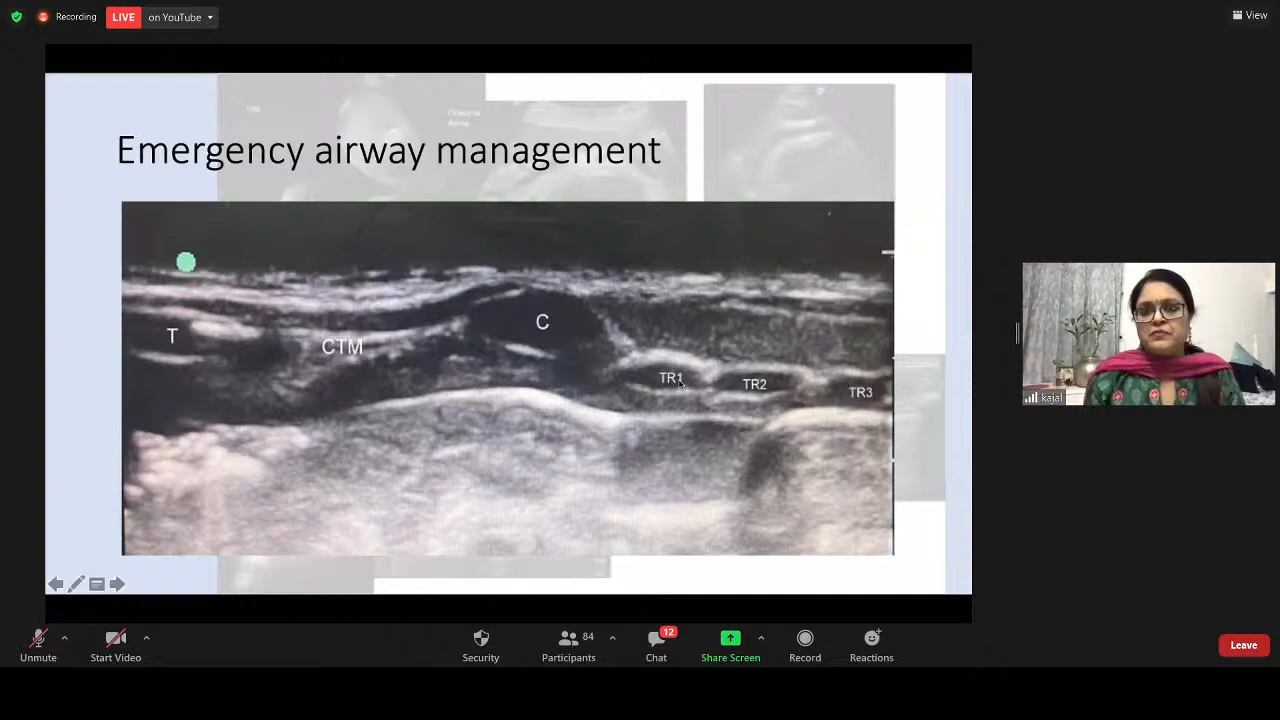 Recording
LIVE on YouTube
View
Emergency airway management
T
CTM
C
TR1
TR2
TR3
kajal
Unmute
Start Video
Security
84
Participants
12
Chat
Share Screen
Record
Reactions
Leave